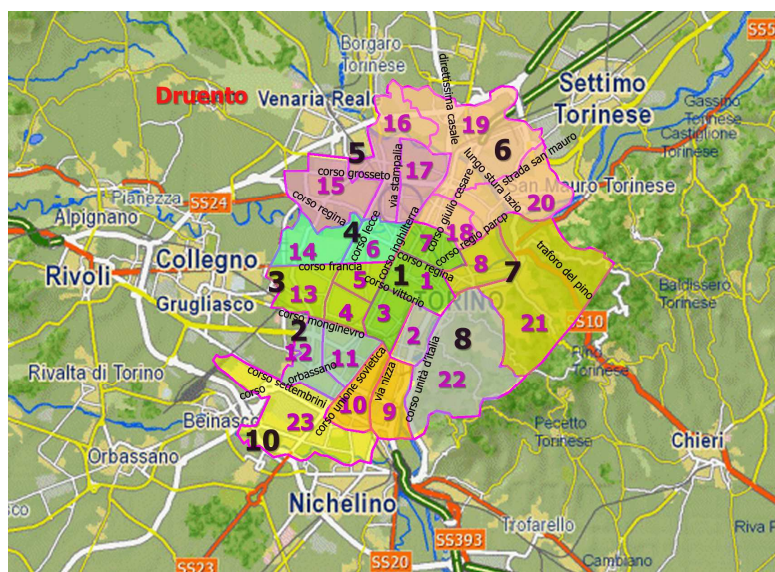 SS5
Borgaro
Torinese
direttissima casale
Settimo
Torinese
Druento
Venaria Reale
Gassino
Torinese
Castiglione
Torinese
16
19
5
6
corso grosseto
via stampalia
17
lungo stura lazio
strada san mauro
15
corso giulio cesare
San Mauro Torinese
Pianezza
SS24
corso regina
20
Alpignano
4
corso lecce
corso inghilterra
18
corso regio parco
Collegno
14
6
7
corso regina
8
7
traforo del pino
Rivoli
corso francia
3
13
5
1
1
corso vittorio
TORINO
Baldissero
Torinese
Grugliasco
4
3
SS10
2
corso monginevro
2
8
21
12
11
Pino
Torinese
Rivalta di Torino
corso orbassano
corso settembrini
corso unione sovietica
via nizza
corso unità d'italia
22
Beinasco
23
10
9
Pecetto
Torinese
10
Chieri
Orbassano
Nichelino
sco
Trofarello
Riva P
SS393
SS23
SS20
Cambiano